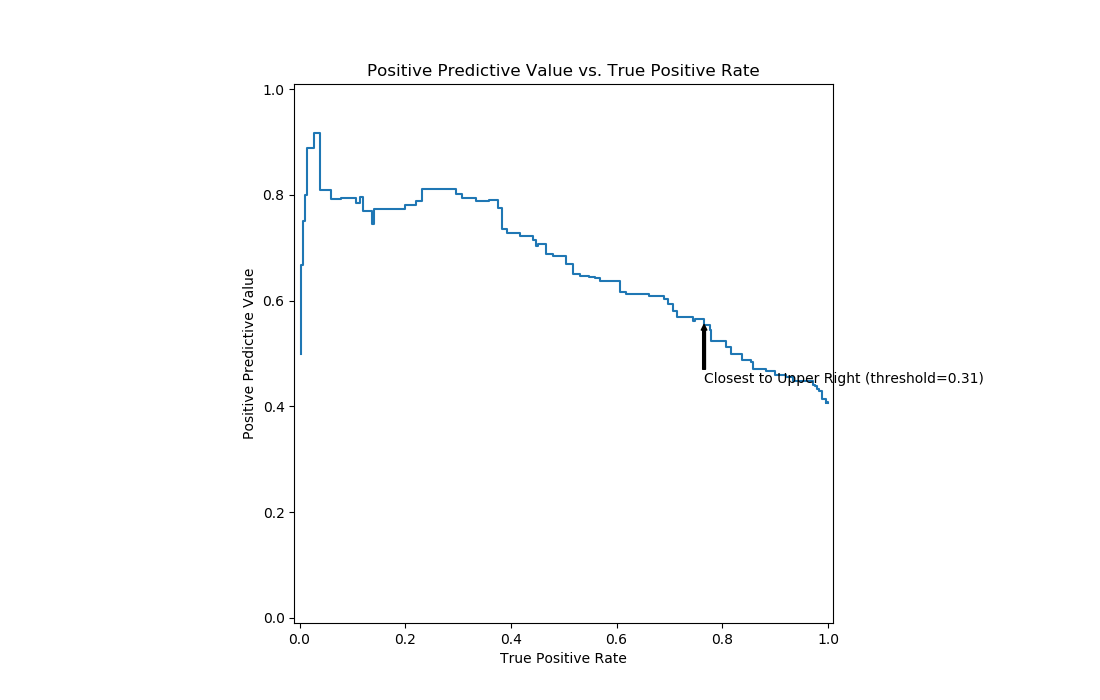 Positive Predictive Value vs. True Positive Rate
1.0
0.8
0.6
0.4
0.2
0.0
Positive Predictive Value
Closest to Upper Right (threshold=0.31)
0.0 0.2 0.4 0.6 0.8 1.0
True Positive Rate